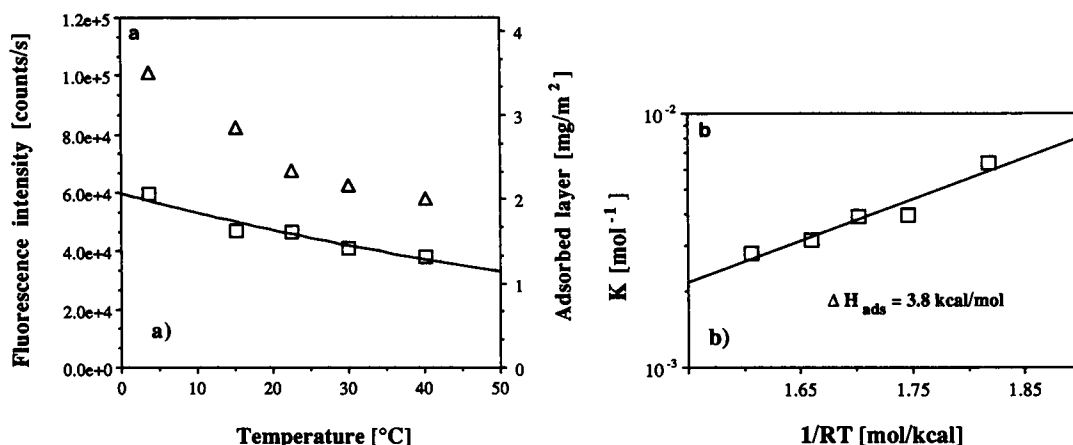 a
Fluorescence intensity [counts/s]
1.2e+5
1.0e+5
8.0e+4
6.0e+4
4.0e+4
2.0e+4
0.0e+0
a)
0 10 20 30 40 50
Temperature [°C]
4
3
2
1
0
Adsorbed layer [mg/m²]
b
K [mol⁻¹]
10⁻²
10⁻³
Δ H_ads = 3.8 kcal/mol
b)
1.65 1.75 1.85
1/RT [mol/kcal]